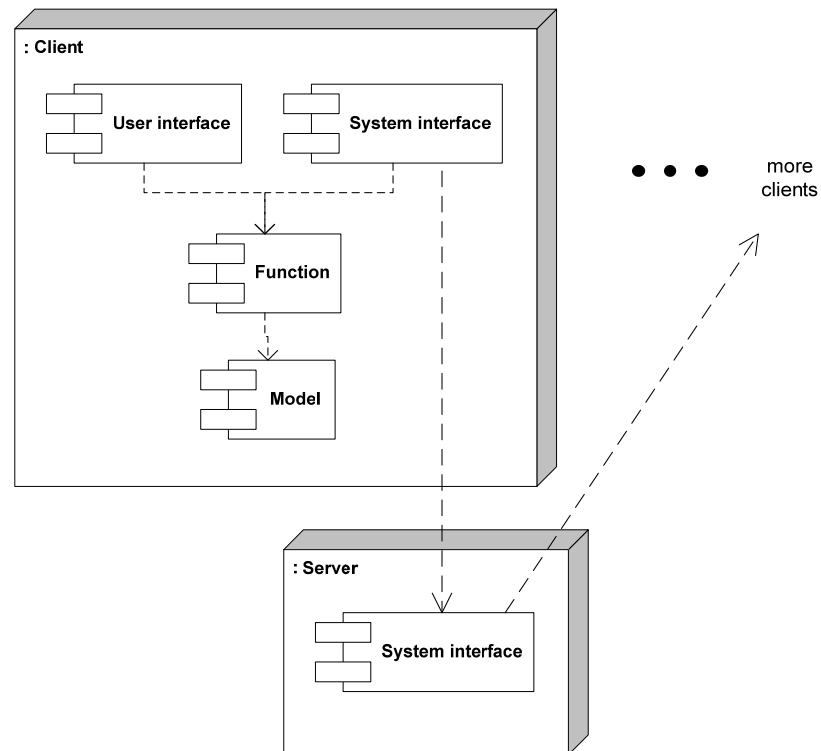 : Client
User interface
System interface
more
clients
Function
Model
: Server
System interface